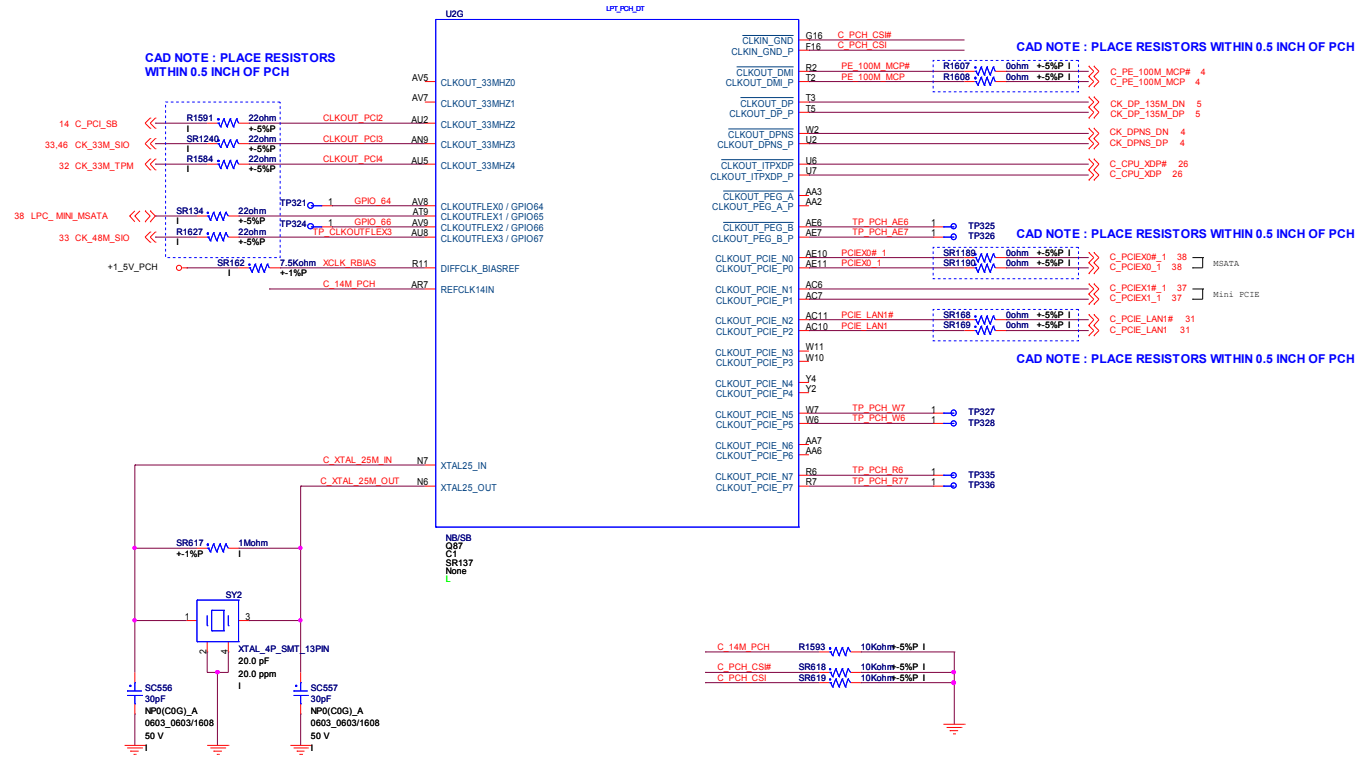 U2G
LPT_PCH_DT
CAD NOTE : PLACE RESISTORS
WITHIN 0.5 INCH OF PCH
CAD NOTE : PLACE RESISTORS WITHIN 0.5 INCH OF PCH
AV5 CLKOUT_33MHZ0
AV7 CLKOUT_33MHZ1
14 C_PCI_SB R1591 22ohm +-5%P CLKOUT_PCI2 AU2 CLKOUT_33MHZ2
I
33,46 CK_33M_SIO SR1240 22ohm +-5%P CLKOUT_PCI3 AN9 CLKOUT_33MHZ3
I
32 CK_33M_TPM R1584 22ohm +-5%P CLKOUT_PCI4 AU5 CLKOUT_33MHZ4
I
TP321 1 GPIO_64 AV8 CLKOUTFLEX0 / GPIO64
38 LPC_MINI_MSATA SR134 22ohm +-5%P AT9 CLKOUTFLEX1 / GPIO65
I
TP324 1 GPIO_66 AV9 CLKOUTFLEX2 / GPIO66
33 CK_48M_SIO R1627 22ohm +-5%P TP_CLKOUTFLEX3 AU8 CLKOUTFLEX3 / GPIO67
I
+1_5V_PCH SR162 7.5Kohm +-1%P XCLK_RBIAS R11 DIFFCLK_BIASREF
I
C_14M_PCH AR7 REFCLK14IN
C_XTAL_25M_IN N7 XTAL25_IN
C_XTAL_25M_OUT N6 XTAL25_OUT
CLKIN_GND G16 C_PCH_CSI#
CLKIN_GND_P F16 C_PCH_CSI
CLKOUT_DMI R2 PE_100M_MCP# R1607 0ohm +-5%P I C_PE_100M_MCP# 4
CLKOUT_DMI_P T2 PE_100M_MCP R1608 0ohm +-5%P I C_PE_100M_MCP 4
CLKOUT_DP T3 CK_DP_135M_DN 5
CLKOUT_DP_P T5 CK_DP_135M_DP 5
CLKOUT_DPNS W2 CK_DPNS_DN 4
CLKOUT_DPNS_P U2 CK_DPNS_DP 4
CLKOUT_ITPXDP U6 C_CPU_XDP# 26
CLKOUT_ITPXDP_P U7 C_CPU_XDP 26
CLKOUT_PEG_A AA3
CLKOUT_PEG_A_P AA2
CLKOUT_PEG_B AE6 TP_PCH_AE6 1 TP325
CLKOUT_PEG_B_P AE7 TP_PCH_AE7 1 TP326
CAD NOTE : PLACE RESISTORS WITHIN 0.5 INCH OF PCH
CLKOUT_PCIE_N0 AE10 PCIEX0#_1 SR1189 0ohm +-5%P I C_PCIEX0#_1 38
CLKOUT_PCIE_P0 AE11 PCIEX0_1 SR1190 0ohm +-5%P I C_PCIEX0_1 38
MSATA
CLKOUT_PCIE_N1 AC6 C_PCIEX1#_1 37
CLKOUT_PCIE_P1 AC7 C_PCIEX1_1 37
Mini PCIE
CLKOUT_PCIE_N2 AC11 PCIE_LAN1# SR168 0ohm +-5%P I C_PCIE_LAN1# 31
CLKOUT_PCIE_P2 AC10 PCIE_LAN1 SR169 0ohm +-5%P I C_PCIE_LAN1 31
CAD NOTE : PLACE RESISTORS WITHIN 0.5 INCH OF PCH
CLKOUT_PCIE_N3 W11
CLKOUT_PCIE_P3 W10
CLKOUT_PCIE_N4 Y4
CLKOUT_PCIE_P4 Y2
CLKOUT_PCIE_N5 W7 TP_PCH_W7 1 TP327
CLKOUT_PCIE_P5 W6 TP_PCH_W6 1 TP328
CLKOUT_PCIE_N6 AA7
CLKOUT_PCIE_P6 AA6
CLKOUT_PCIE_N7 R6 TP_PCH_R6 1 TP335
CLKOUT_PCIE_P7 R7 TP_PCH_R77 1 TP336
NB/SB
Q87
C1
SR137
None
L
SR617 1Mohm
+-1%P I
SY2
1 3
2 4
XTAL_4P_SMT_13PIN
20.0 pF
20.0 ppm
I
SC556
30pF
NP0(C0G)_A
0603_0603/1608
50 V
I
SC557
30pF
NP0(C0G)_A
0603_0603/1608
50 V
I
C_14M_PCH R1593 10Kohm+-5%P I
C_PCH_CSI# SR618 10Kohm+-5%P I
C_PCH_CSI SR619 10Kohm+-5%P I